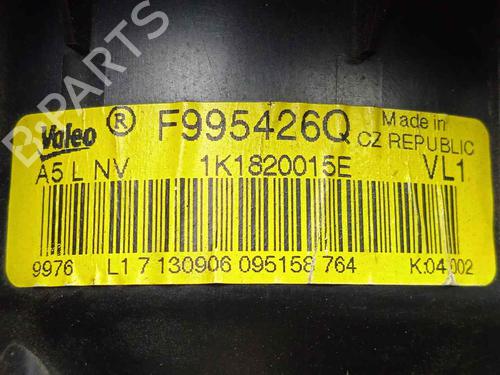 Valeo ® F995426Q Made in
CZ REPUBLIC
A5 L NV 1K1820015E VL1
9976 L1 7 130906 095158 764 K:04 002
B-PARTS